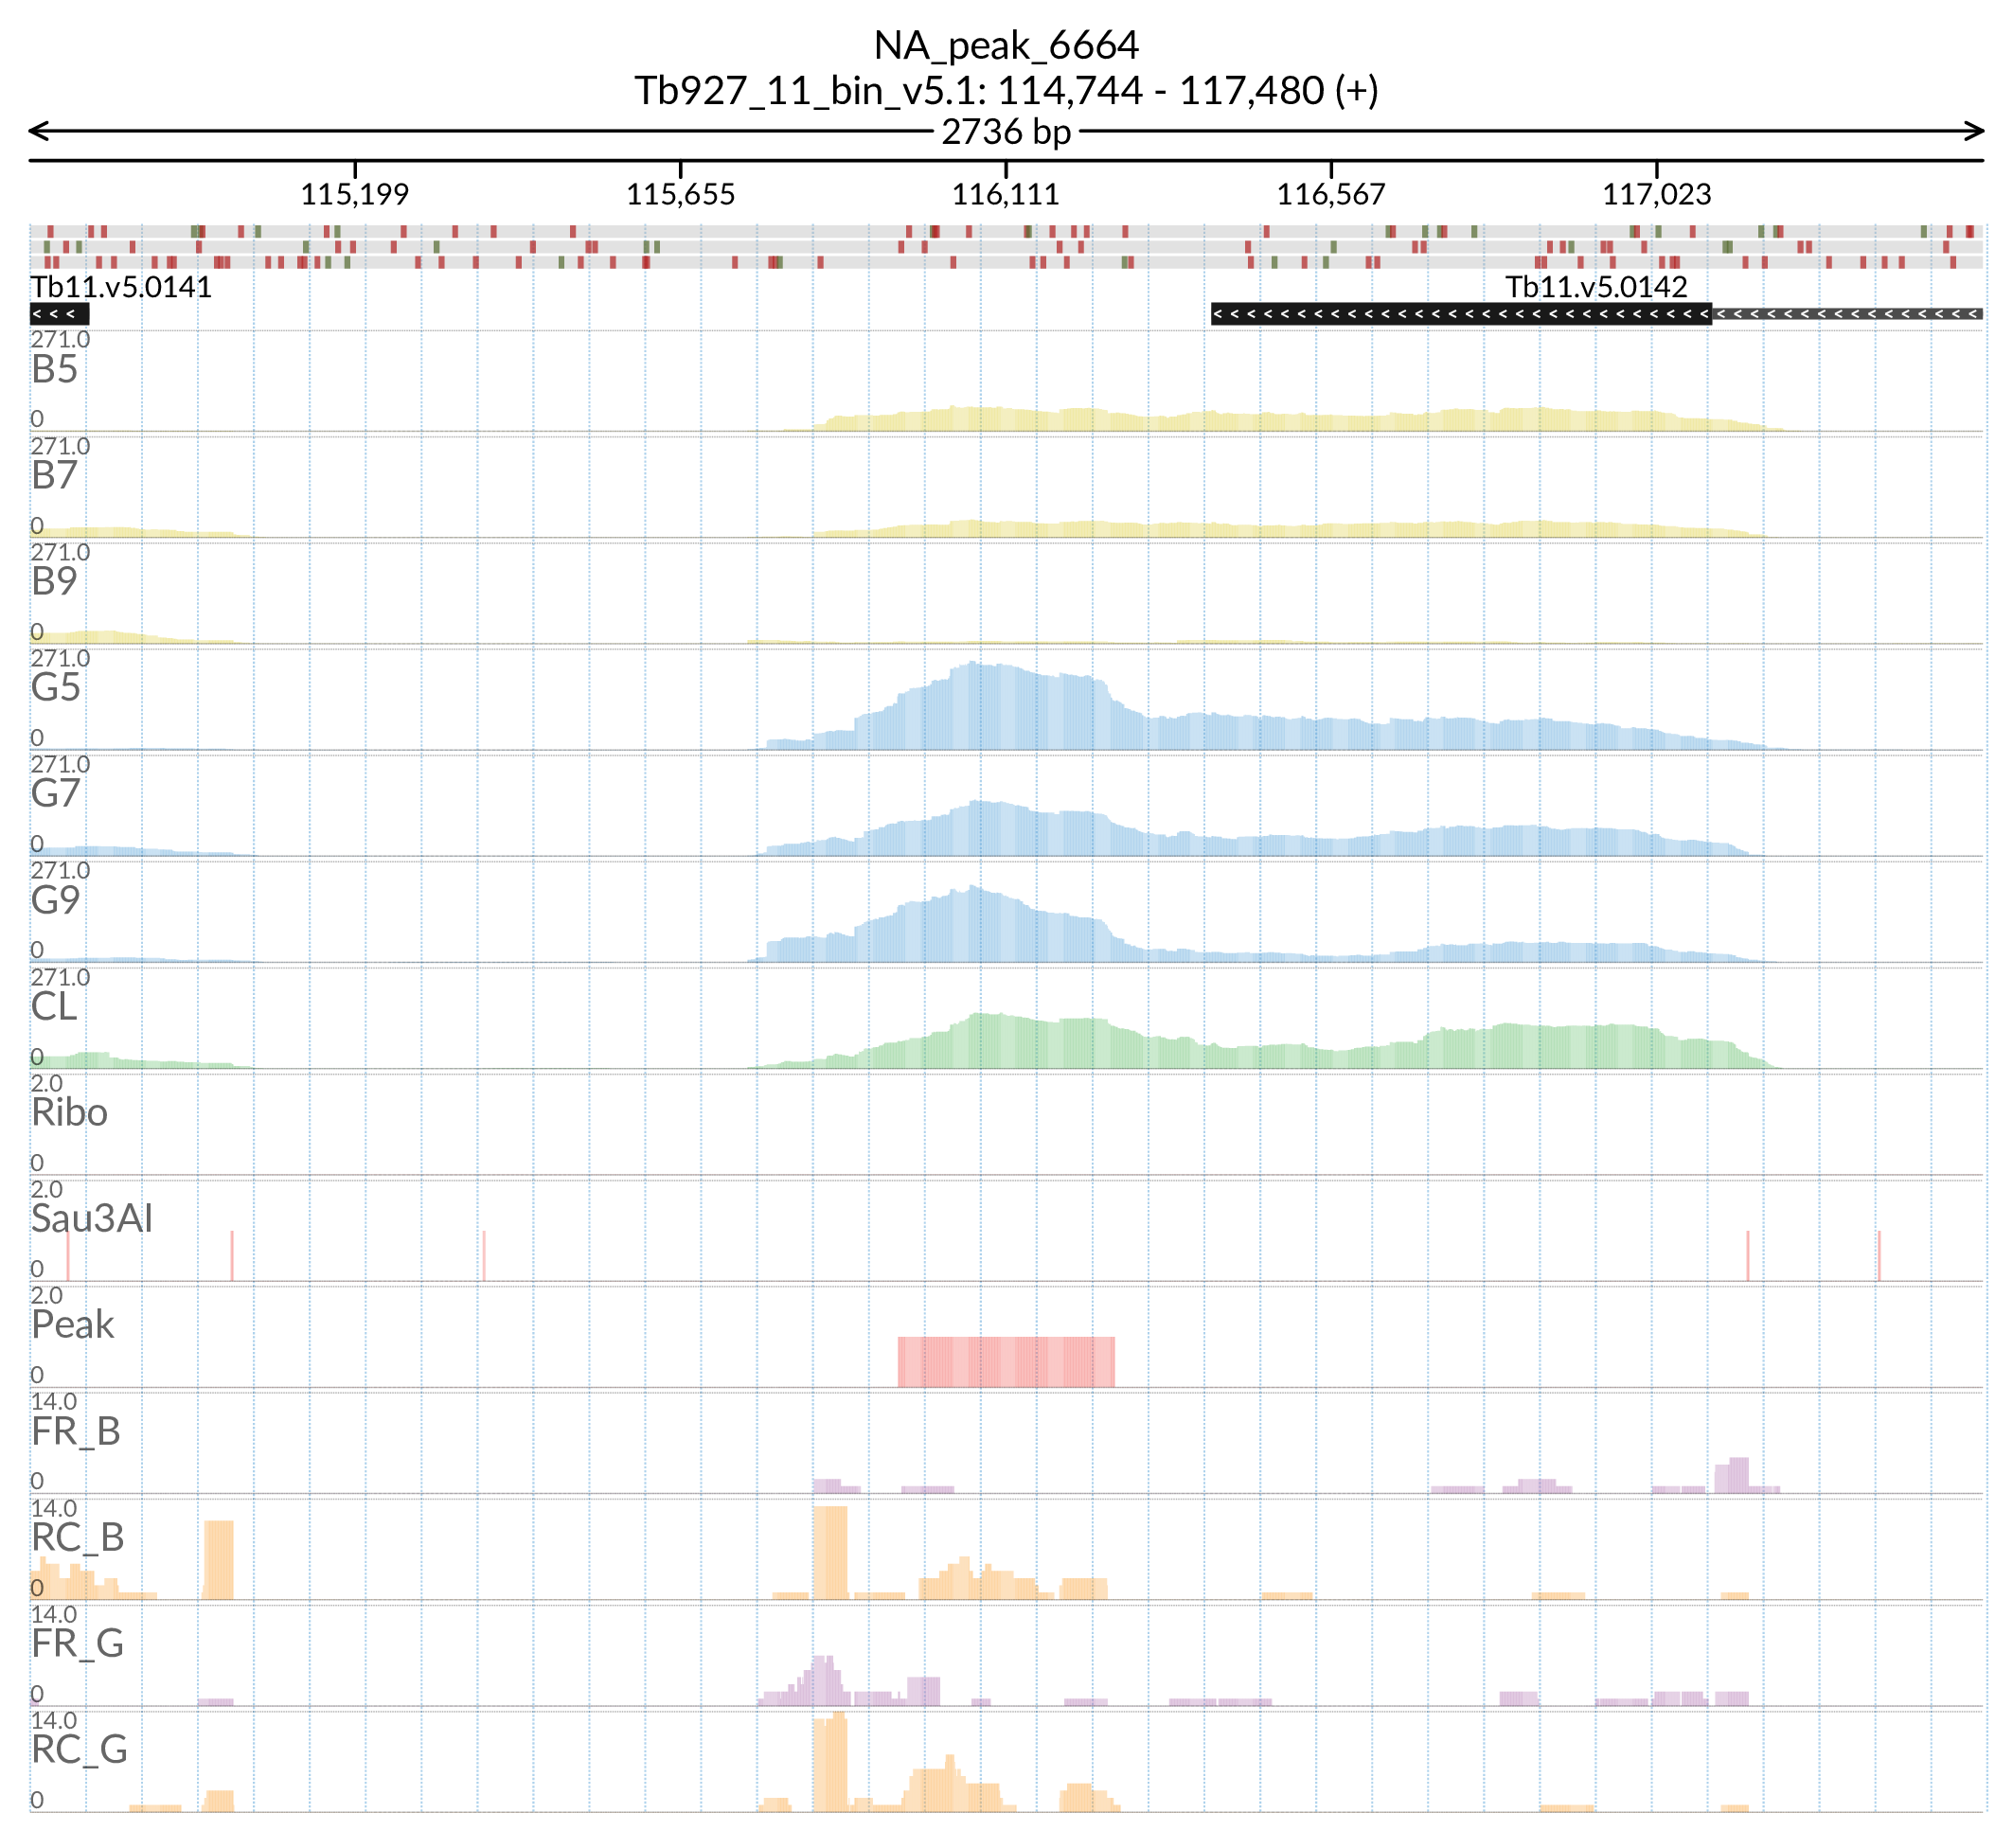 NA_peak_6664
Tb927_11_bin_v5.1: 114,744 - 117,480 (+)
2736 bp
115,199 115,655 116,111 116,567 117,023
Tb11.v5.0141 Tb11.v5.0142
271.0
B5
0
271.0
B7
0
271.0
B9
0
271.0
G5
0
271.0
G7
0
271.0
G9
0
271.0
CL
0
2.0
Ribo
0
2.0
Sau3AI
0
2.0
Peak
0
14.0
FR_B
0
14.0
RC_B
0
14.0
FR_G
0
14.0
RC_G
0